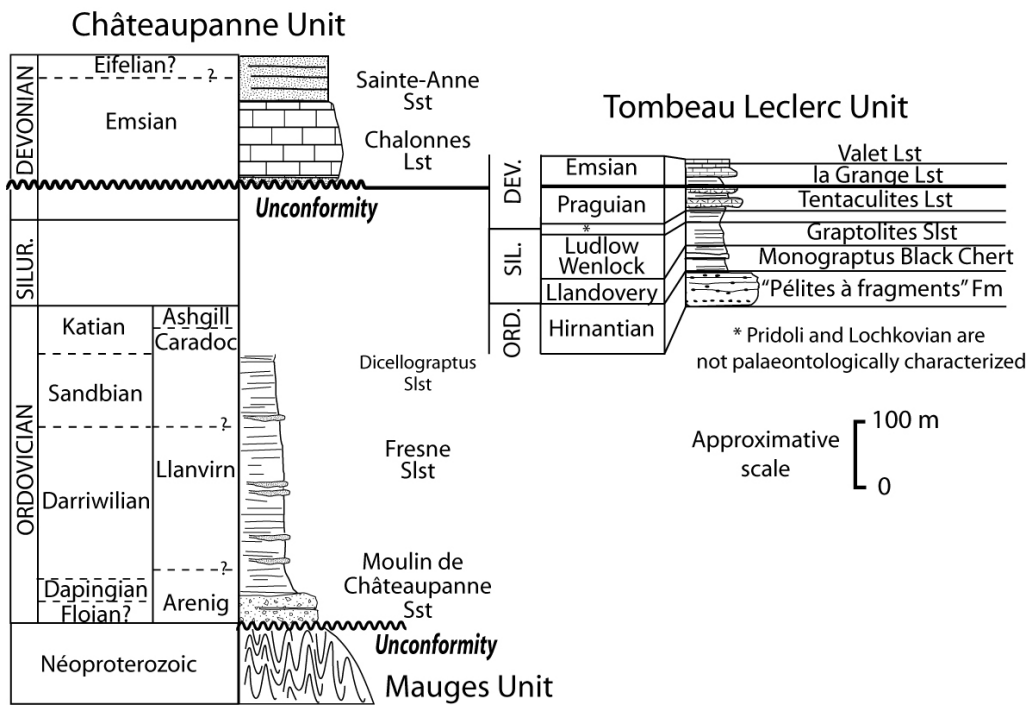 Châteaupanne Unit
DEVONIAN
Eifelian?
?
Emsian
Sainte-Anne
Sst
Chalonnes
Lst
Unconformity
SILUR.
ORDOVICIAN
Katian
Ashgill
Caradoc
Sandbian
?
Llanvirn
Darriwilian
?
Dapingian
Floian?
Arenig
Dicellograptus
Slst
Fresne
Slst
Moulin de
Châteaupanne
Sst
Unconformity
Néoproterozoic
Mauges Unit
Tombeau Leclerc Unit
DEV.
Emsian
Praguian
*
SIL.
Ludlow
Wenlock
Llandovery
ORD.
Hirnantian
Valet Lst
la Grange Lst
Tentaculites Lst
Graptolites Slst
Monograptus Black Chert
“Pélites à fragments” Fm
* Pridoli and Lochkovian are
not palaeontologically characterized
Approximative
scale
100 m
0